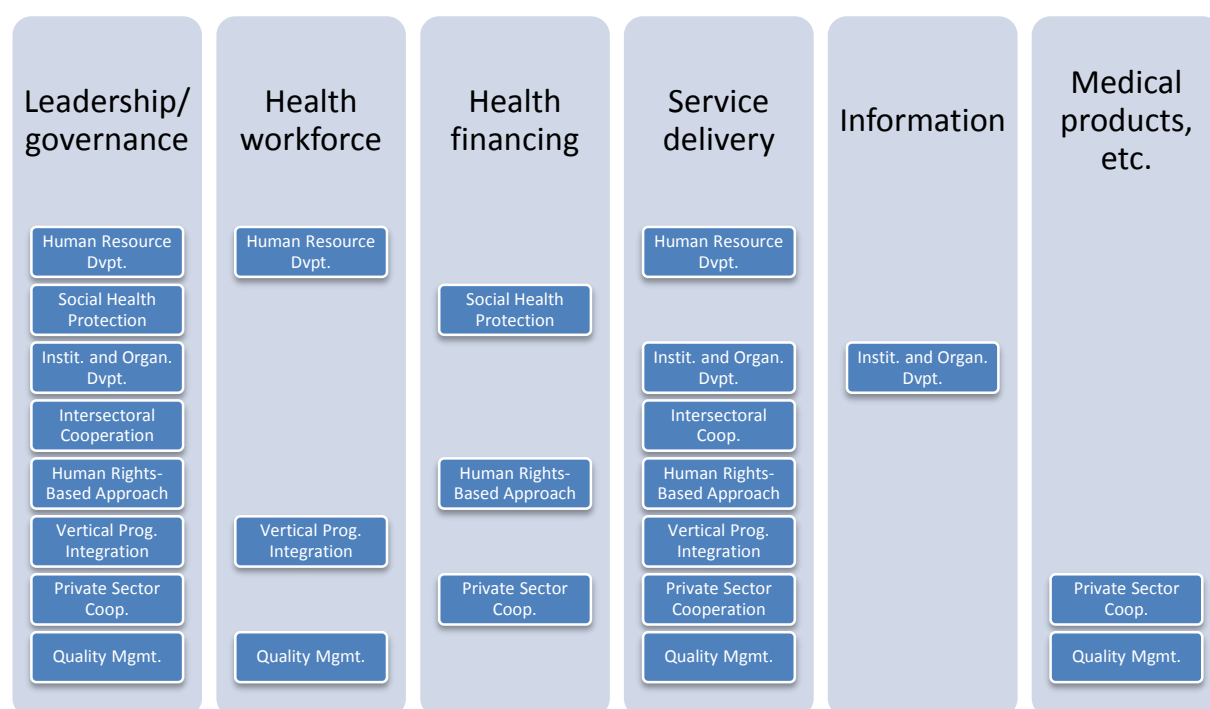 Leadership/
governance
Human Resource
Dvpt.
Social Health
Protection
Instit. and Organ.
Dvpt.
Intersectoral
Cooperation
Human Rights-
Based Approach
Vertical Prog.
Integration
Private Sector
Coop.
Quality Mgmt.
Health
workforce
Human Resource
Dvpt.
Vertical Prog.
Integration
Quality Mgmt.
Health
financing
Social Health
Protection
Human Rights-
Based Approach
Private Sector
Coop.
Service
delivery
Human Resource
Dvpt.
Instit. and Organ.
Dvpt.
Intersectoral
Coop.
Human Rights-
Based Approach
Vertical Prog.
Integration
Private Sector
Cooperation
Quality Mgmt.
Information
Instit. and Organ.
Dvpt.
Medical
products,
etc.
Private Sector
Coop.
Quality Mgmt.